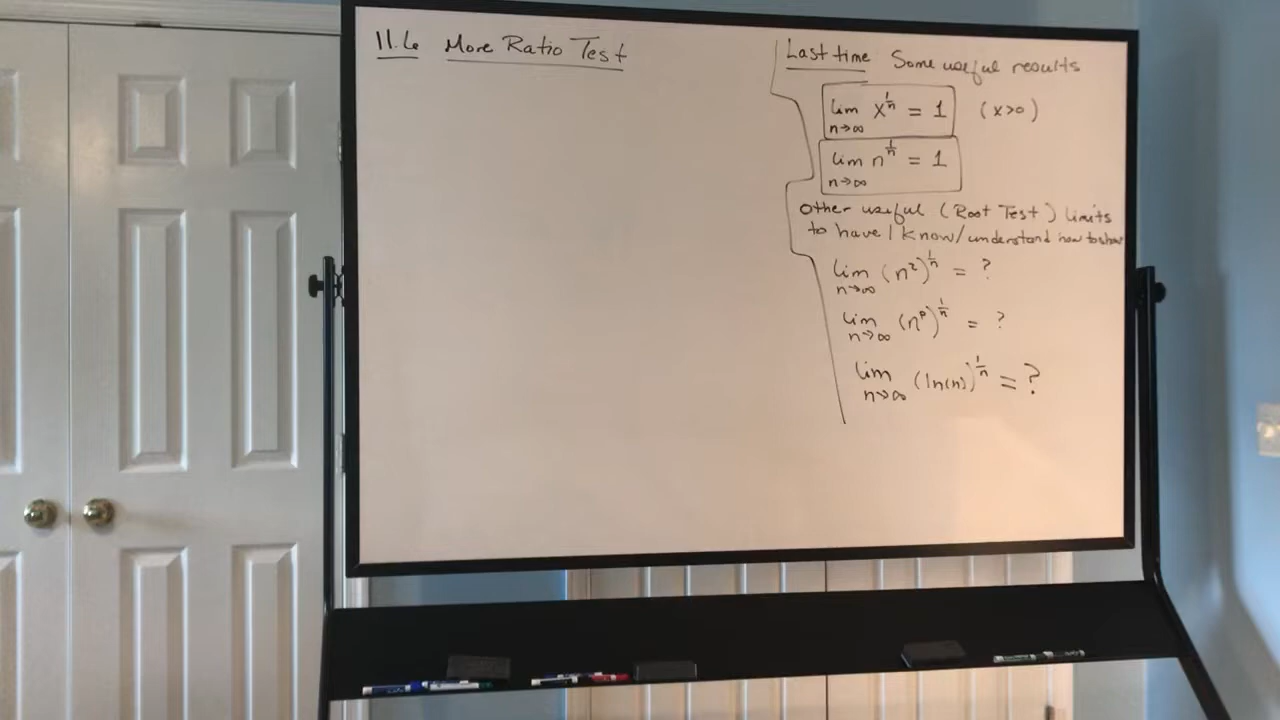 11.6 More Ratio Test
Last time Some useful results
lim n→∞ x^(1/n) = 1 (x>0)
lim n→∞ n^(1/n) = 1
Other useful (Root Test) limits
to have / know/understand how to show
lim n→∞ (n²)^(1/n) = ?
lim n→∞ (nᵖ)^(1/n) = ?
lim n→∞ (ln(n))^(1/n) = ?